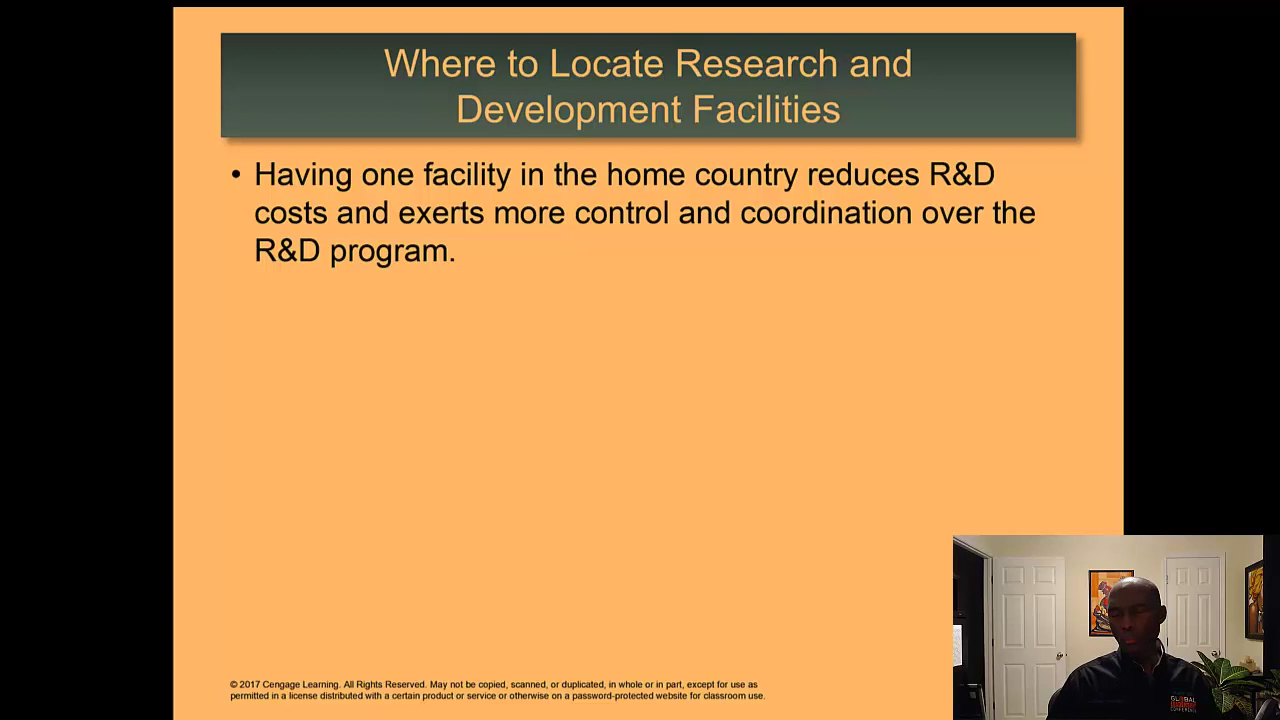 Where to Locate Research and
Development Facilities
• Having one facility in the home country reduces R&D
costs and exerts more control and coordination over the
R&D program.
© 2017 Cengage Learning. All Rights Reserved. May not be copied, scanned, or duplicated, in whole or in part, except for use as
permitted in a license distributed with a certain product or service or otherwise on a password-protected website for classroom use.
GLOBAL
LEADERSHIP
CONFERENCE